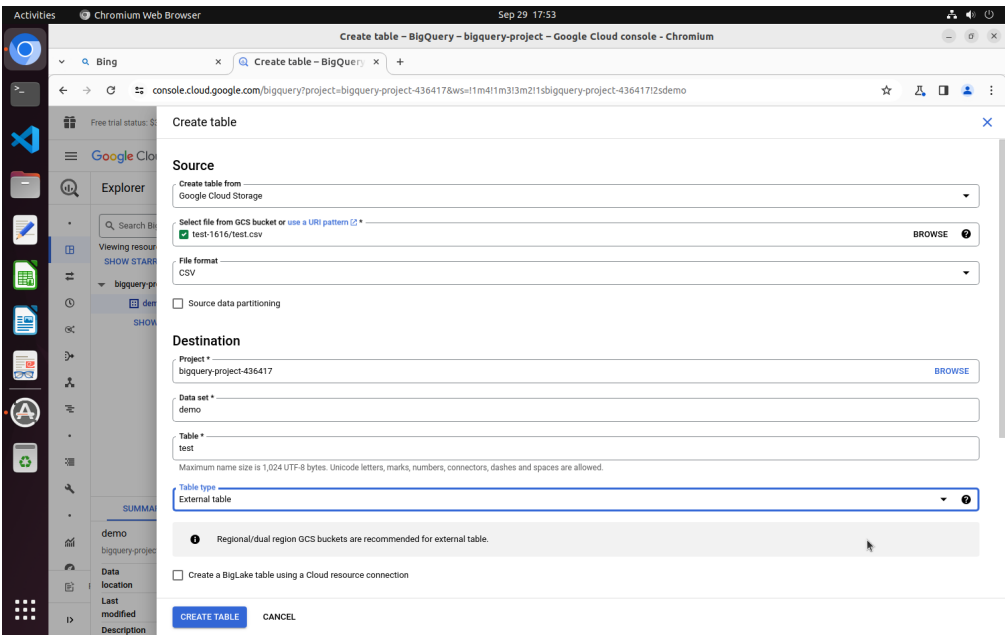 Activities
Chromium Web Browser
Sep 29 17:53
Create table – BigQuery – bigquery-project – Google Cloud console - Chromium
Bing
Create table – BigQuery
console.cloud.google.com/bigquery?project=bigquery-project-436417&ws=!1m4!1m3!3m2!1sbigquery-project-436417!2sdemo
Free trial status:
Create table
Google Clo
Source
Explorer
Create table from
Google Cloud Storage
Search Bi
Select file from GCS bucket or use a URI pattern *
test-1616/test.csv
BROWSE
Viewing resour
SHOW STARR
File format
CSV
bigquery-pr
dem
Source data partitioning
SHOW
Destination
Project *
bigquery-project-436417
BROWSE
Data set *
demo
Table *
test
Maximum name size is 1,024 UTF-8 bytes. Unicode letters, marks, numbers, connectors, dashes and spaces are allowed.
Table type
External table
SUMMA
demo
bigquery-projec
Regional/dual region GCS buckets are recommended for external table.
Data
location
Create a BigLake table using a Cloud resource connection
Last
modified
CREATE TABLE
CANCEL
Description